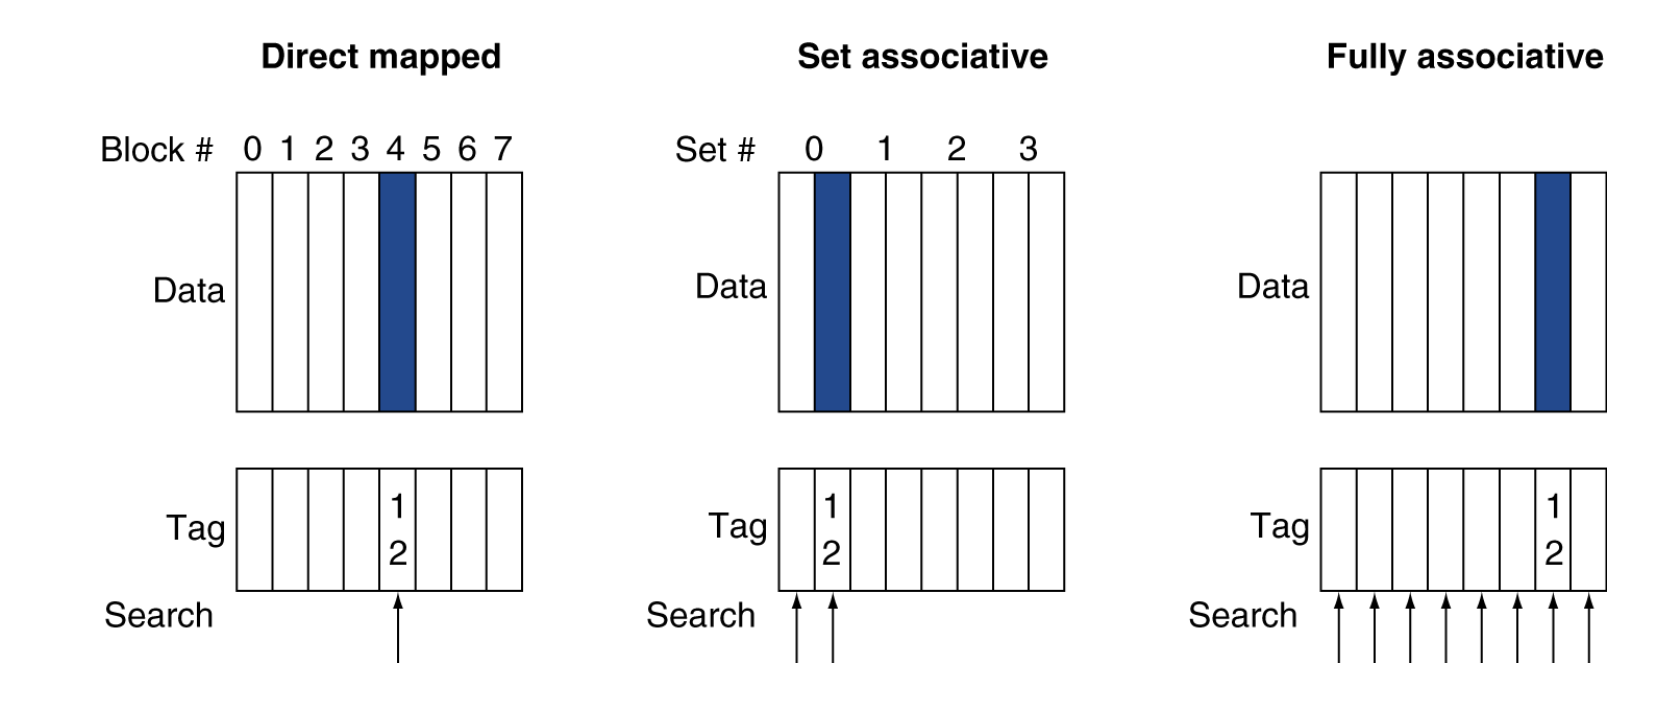 Direct mapped
Set associative
Fully associative
Block # 0 1 2 3 4 5 6 7
Set # 0 1 2 3
Data
Data
Data
Tag
1
2
Tag
1
2
Tag
1
2
Search
Search
Search